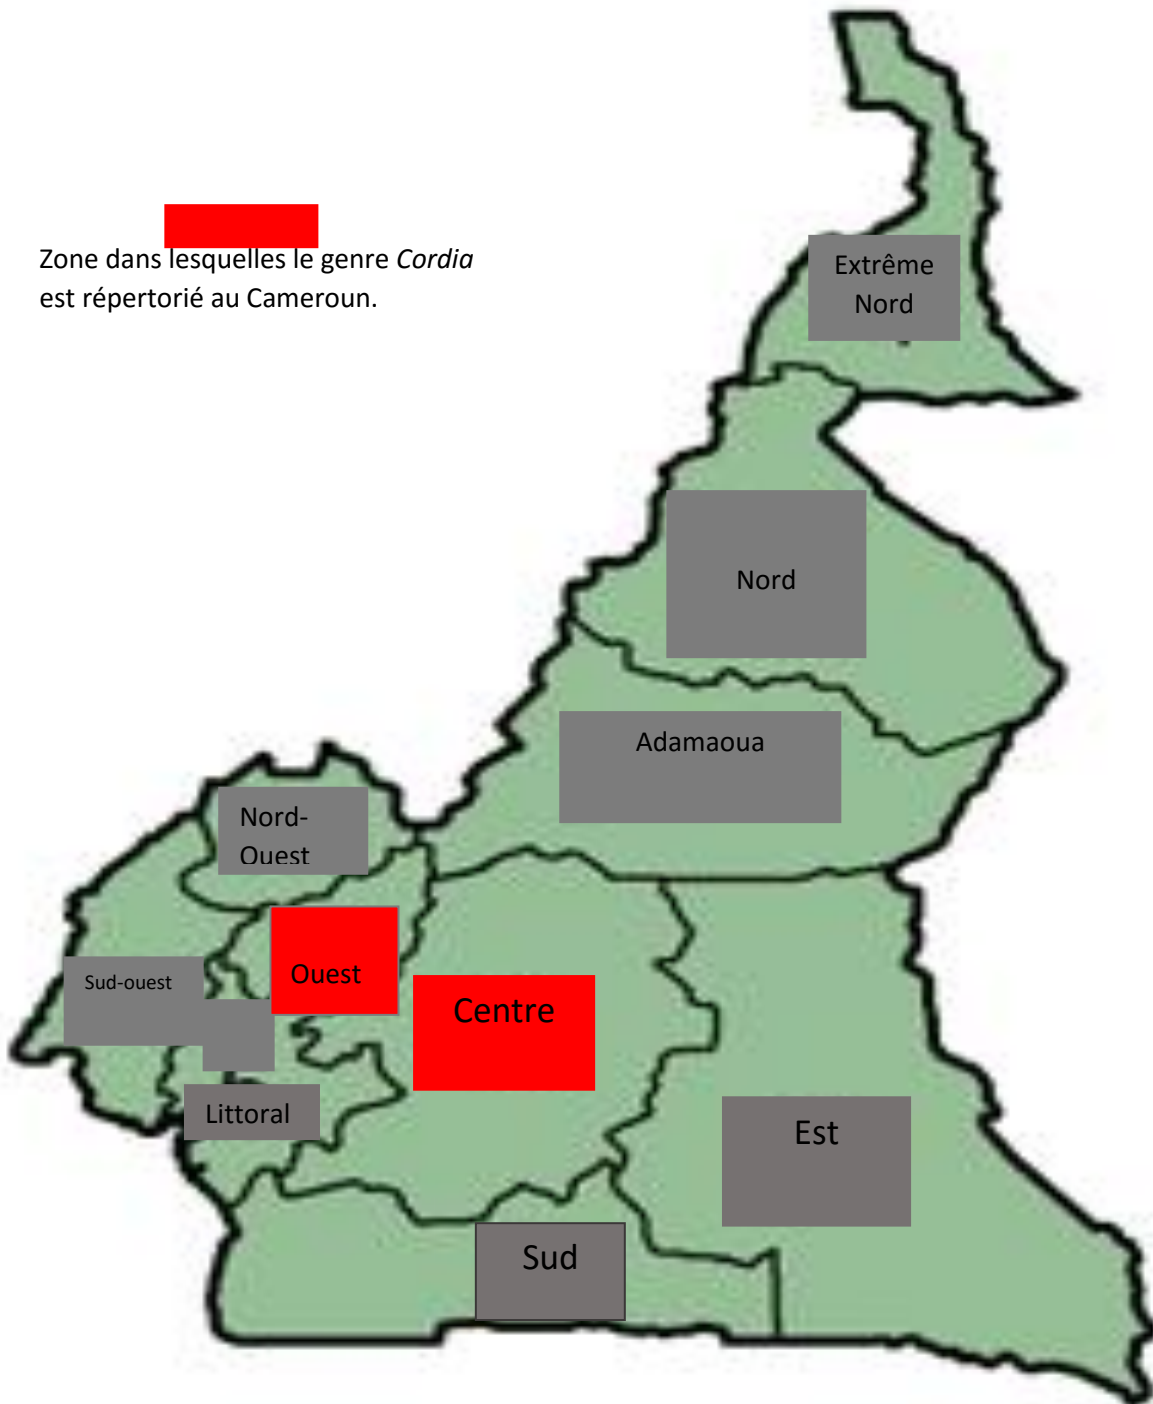 Zone dans lesquelles le genre Cordia
est répertorié au Cameroun.
Extrême
Nord
Nord
Adamaoua
Nord-
Ouest
Ouest
Sud-ouest
Centre
Littoral
Est
Sud